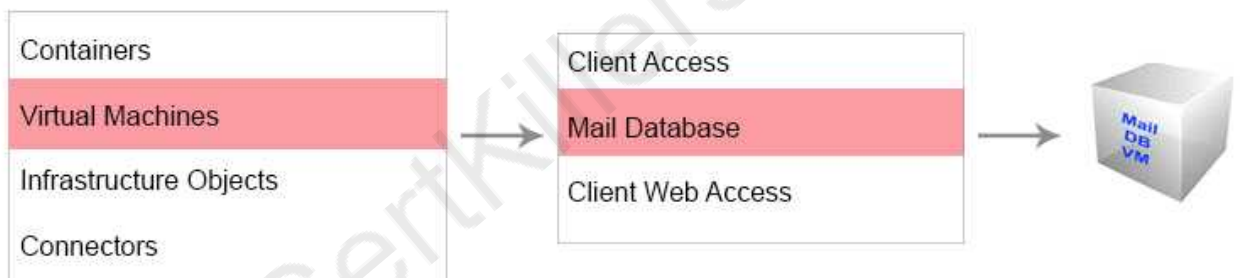 Containers
Virtual Machines
Infrastructure Objects
Connectors
Client Access
Mail Database
Client Web Access
Mail
DB
VM